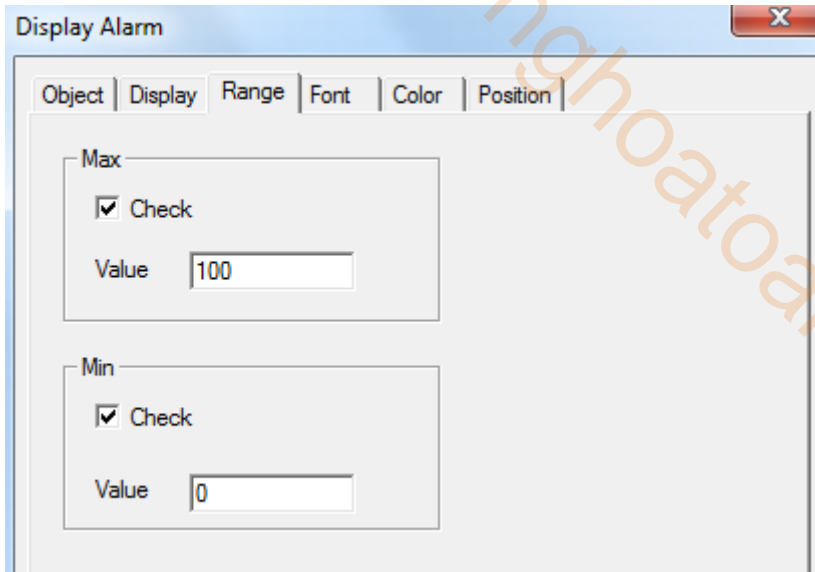 Display Alarm
Object Display Range Font Color Position
Max
Check
Value 100
Min
Check
Value 0